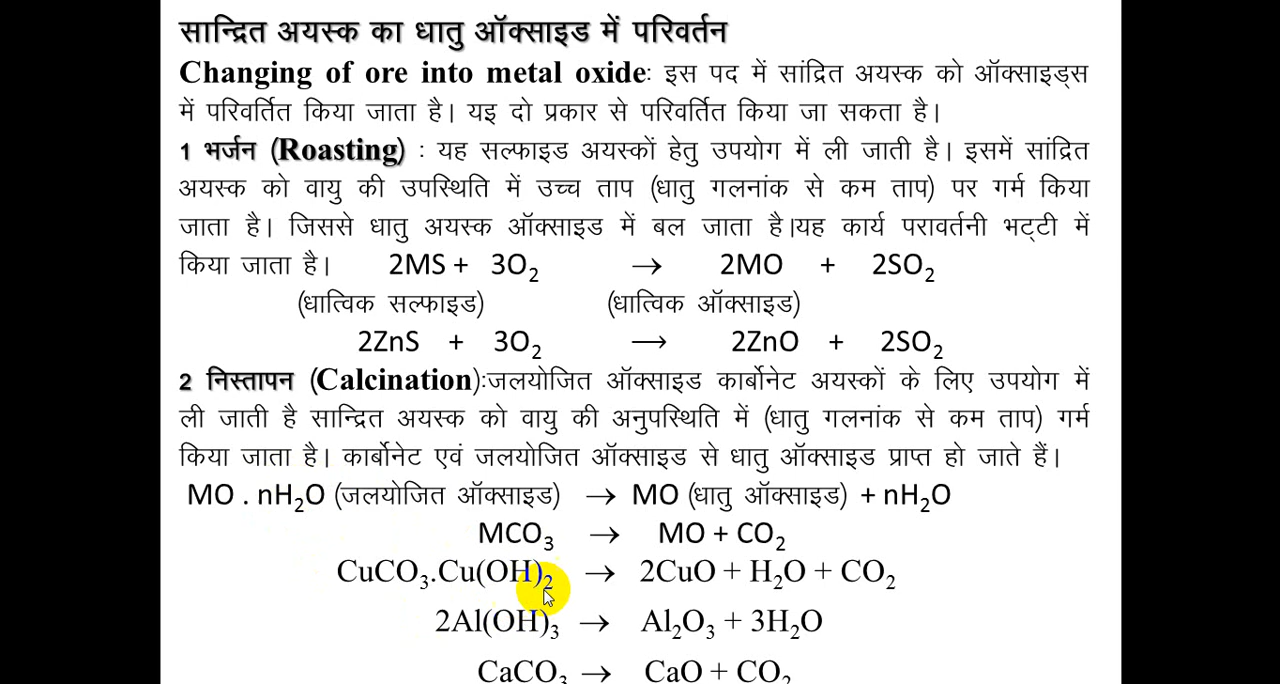 सान्द्रित अयस्क का धातु ऑक्साइड में परिवर्तन
Changing of ore into metal oxide: इस पद में सांद्रित अयस्क को ऑक्साइड्स
में परिवर्तित किया जाता है। यइ दो प्रकार से परिवर्तित किया जा सकता है।
1 भर्जन (Roasting) : यह सल्फाइड अयस्कों हेतु उपयोग में ली जाती है। इसमें सांद्रित
अयस्क को वायु की उपस्थिति में उच्च ताप (धातु गलनांक से कम ताप) पर गर्म किया
जाता है। जिससे धातु अयस्क ऑक्साइड में बल जाता है।यह कार्य परावर्तनी भट्टी में
किया जाता है। 2MS + 3O₂ → 2MO + 2SO₂
(धात्विक सल्फाइड) (धात्विक ऑक्साइड)
2ZnS + 3O₂ → 2ZnO + 2SO₂
2 निस्तापन (Calcination):जलयोजित ऑक्साइड कार्बोनेट अयस्कों के लिए उपयोग में
ली जाती है सान्द्रित अयस्क को वायु की अनुपस्थिति में (धातु गलनांक से कम ताप) गर्म
किया जाता है। कार्बोनेट एवं जलयोजित ऑक्साइड से धातु ऑक्साइड प्राप्त हो जाते हैं।
MO . nH₂O (जलयोजित ऑक्साइड) → MO (धातु ऑक्साइड) + nH₂O
MCO₃ → MO + CO₂
CuCO₃.Cu(OH)₂ → 2CuO + H₂O + CO₂
2Al(OH)₃ → Al₂O₃ + 3H₂O
CaCO₃ → CaO + CO₂